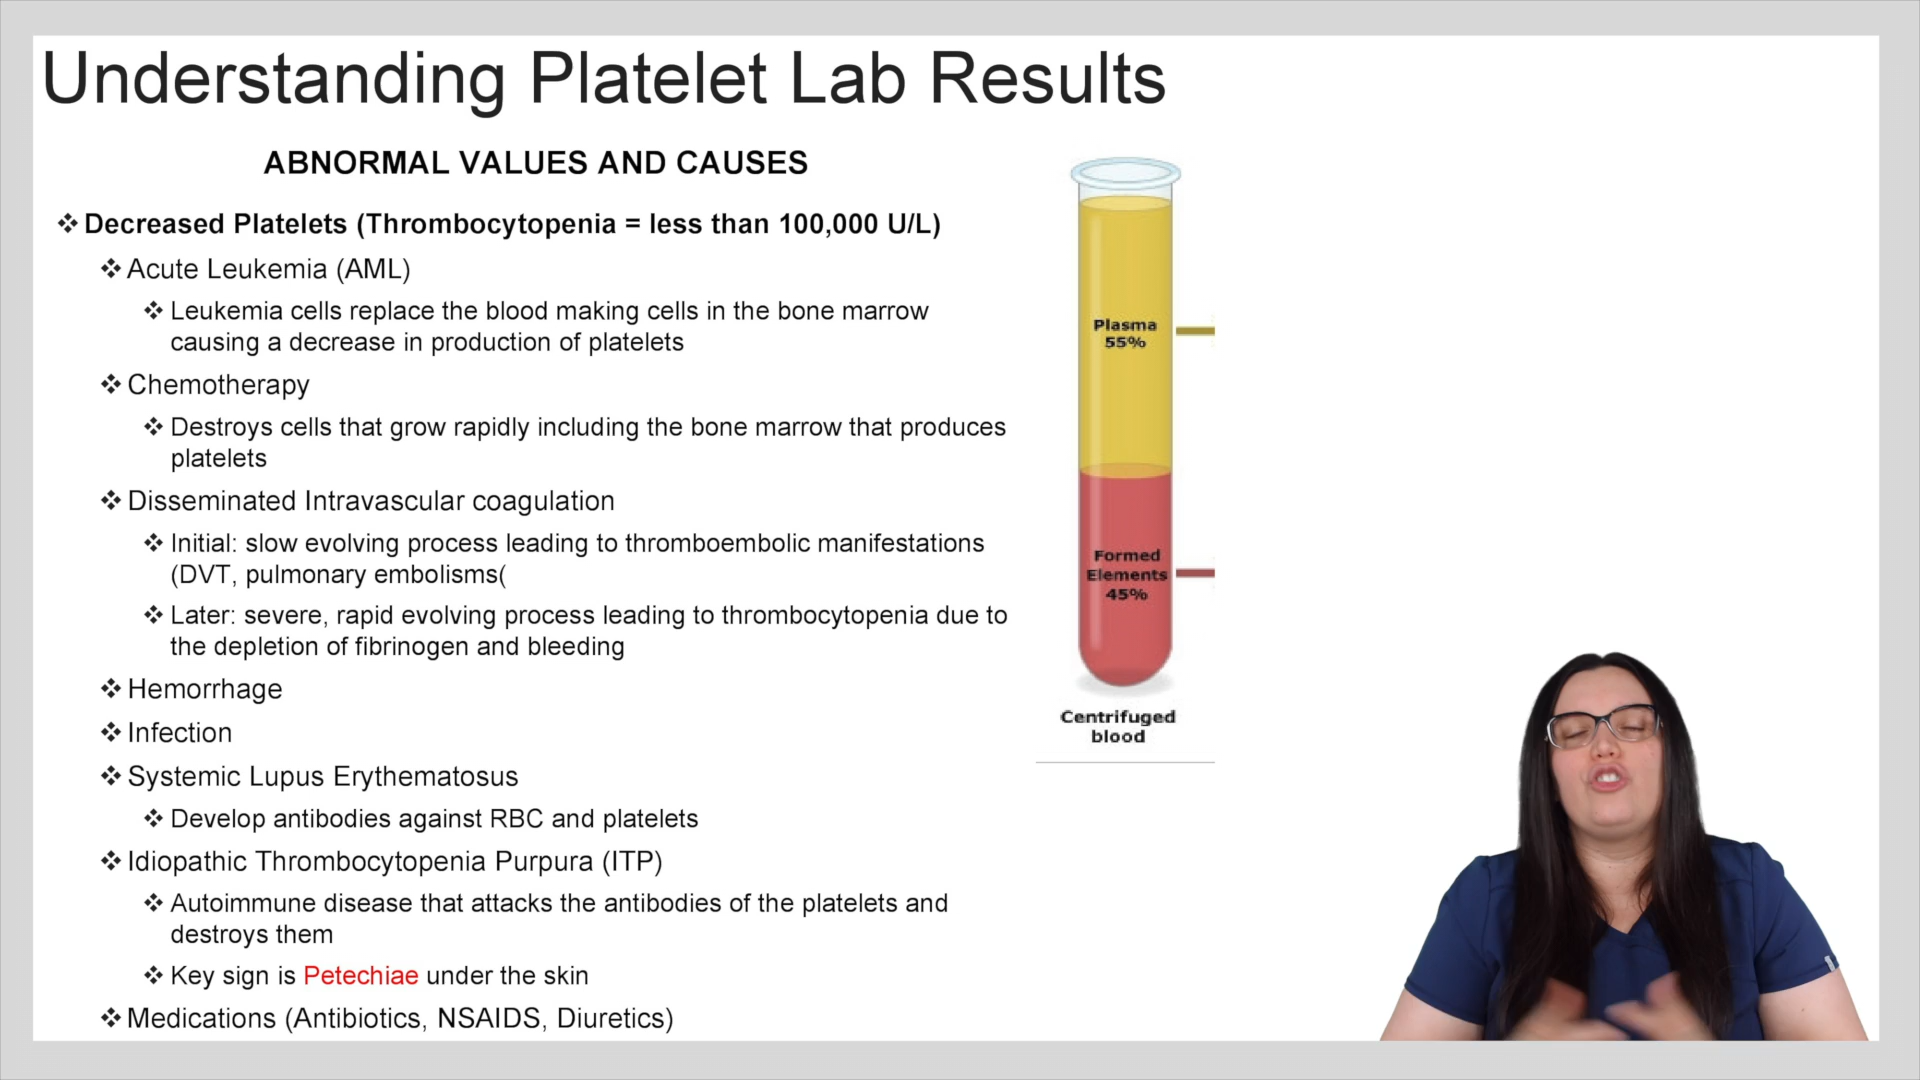 Understanding Platelet Lab Results
ABNORMAL VALUES AND CAUSES
❖ Decreased Platelets (Thrombocytopenia = less than 100,000 U/L)
❖ Acute Leukemia (AML)
❖ Leukemia cells replace the blood making cells in the bone marrow
causing a decrease in production of platelets
❖ Chemotherapy
❖ Destroys cells that grow rapidly including the bone marrow that produces
platelets
❖ Disseminated Intravascular coagulation
❖ Initial: slow evolving process leading to thromboembolic manifestations
(DVT, pulmonary embolisms(
❖ Later: severe, rapid evolving process leading to thrombocytopenia due to
the depletion of fibrinogen and bleeding
❖ Hemorrhage
❖ Infection
❖ Systemic Lupus Erythematosus
❖ Develop antibodies against RBC and platelets
❖ Idiopathic Thrombocytopenia Purpura (ITP)
❖ Autoimmune disease that attacks the antibodies of the platelets and
destroys them
❖ Key sign is Petechiae under the skin
❖ Medications (Antibiotics, NSAIDS, Diuretics)
Plasma
55%
Formed
Elements
45%
Centrifuged
blood